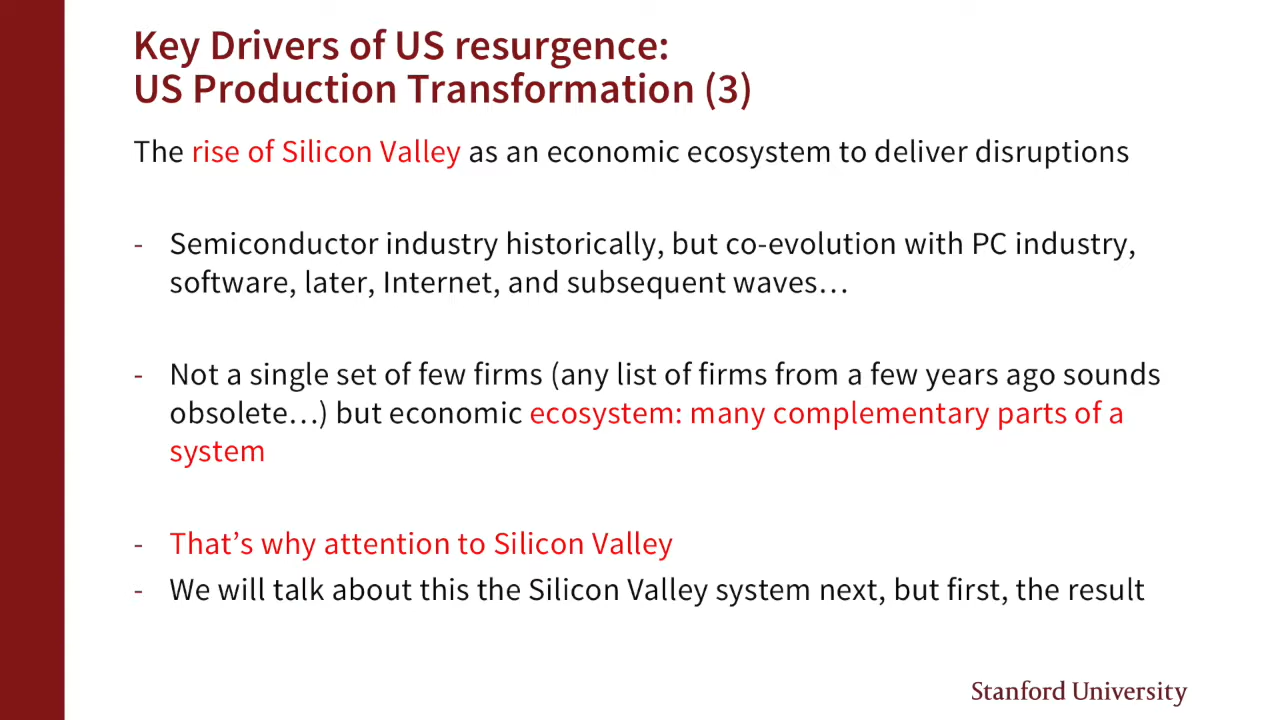 Key Drivers of US resurgence:
US Production Transformation (3)
The rise of Silicon Valley as an economic ecosystem to deliver disruptions
- Semiconductor industry historically, but co-evolution with PC industry,
software, later, Internet, and subsequent waves…
- Not a single set of few firms (any list of firms from a few years ago sounds
obsolete…) but economic ecosystem: many complementary parts of a
system
- That’s why attention to Silicon Valley
- We will talk about this the Silicon Valley system next, but first, the result
Stanford University